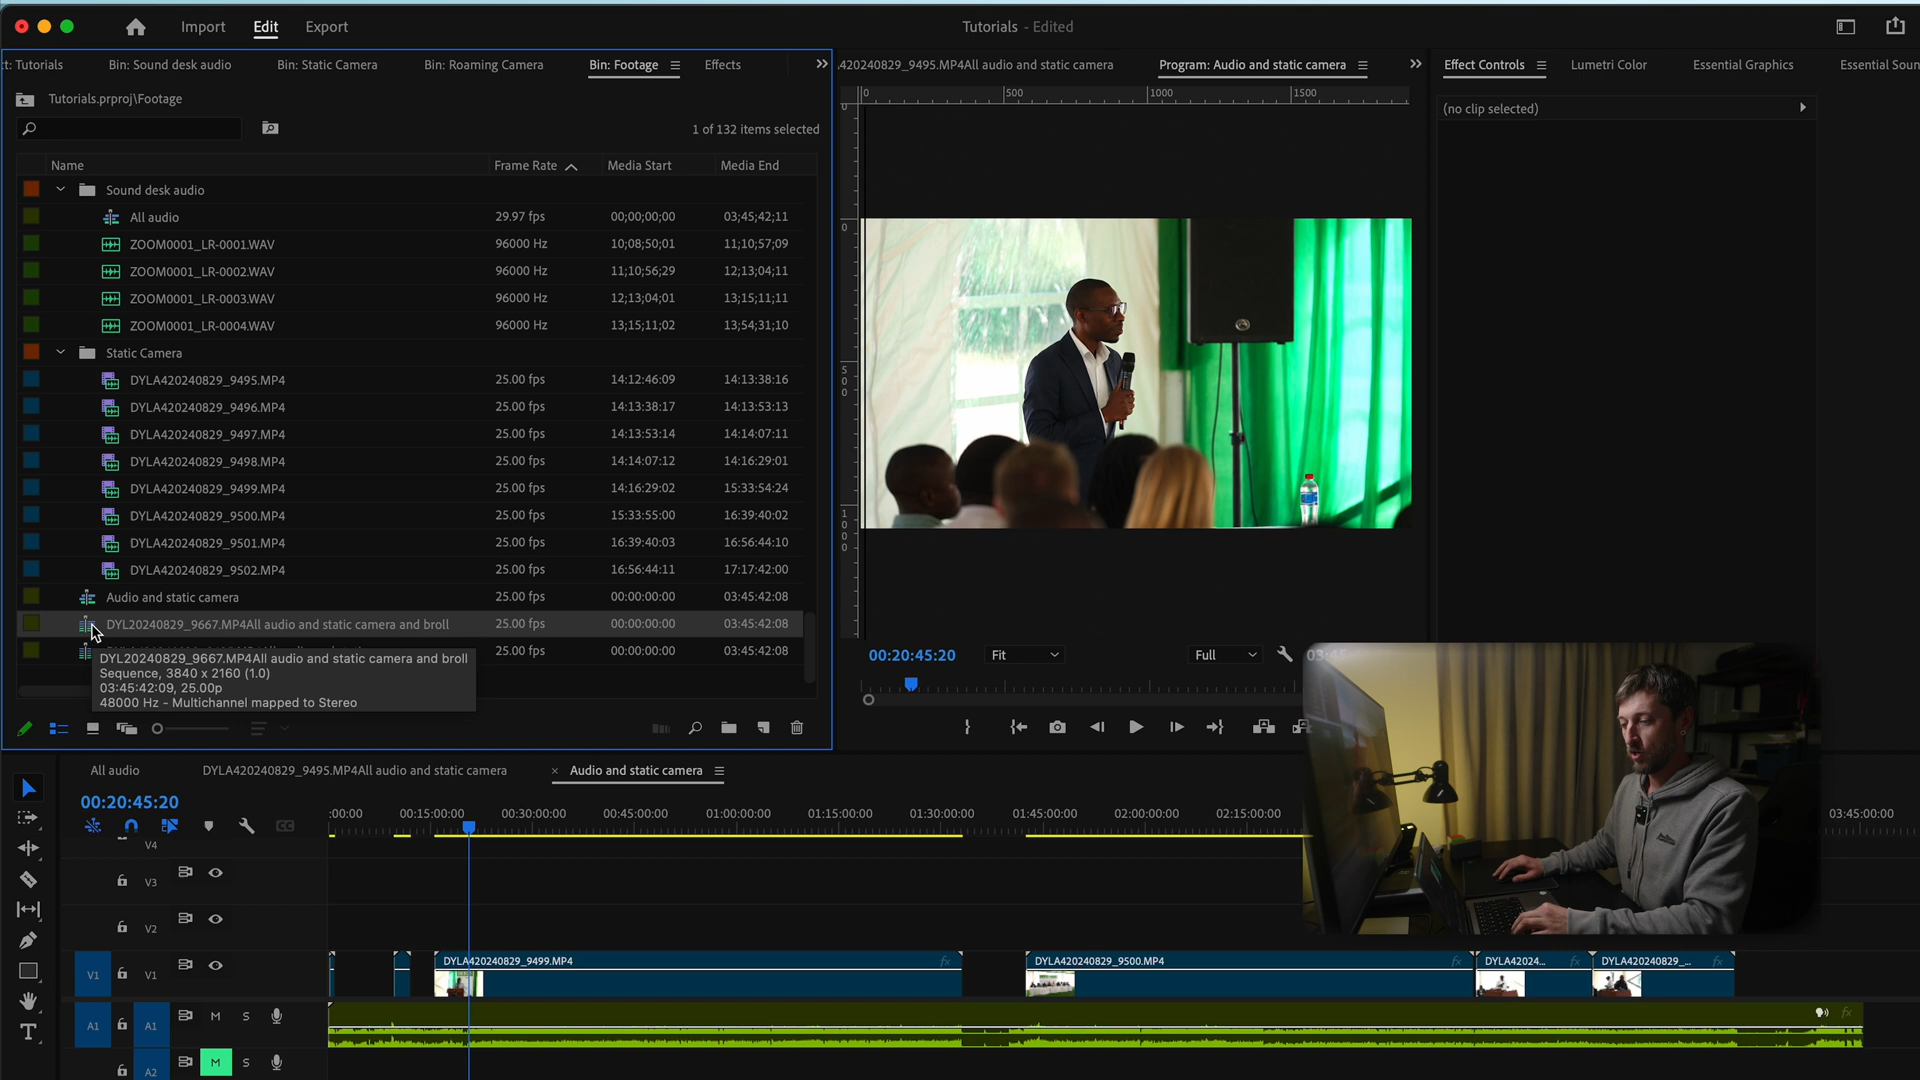 Import Edit Export
Tutorials - Edited
ct: Tutorials Bin: Sound desk audio Bin: Static Camera Bin: Roaming Camera Bin: Footage Effects
Tutorials.prproj\Footage
1 of 132 items selected
Name Frame Rate Media Start Media End
Sound desk audio
All audio 29.97 fps 00;00;00;00 03;45;42;11
ZOOM0001_LR-0001.WAV 96000 Hz 10;08;50;01 11;10;57;09
ZOOM0001_LR-0002.WAV 96000 Hz 11;10;56;29 12;13;04;11
ZOOM0001_LR-0003.WAV 96000 Hz 12;13;04;01 13;15;11;11
ZOOM0001_LR-0004.WAV 96000 Hz 13;15;11;02 13;54;31;10
Static Camera
DYLA420240829_9495.MP4 25.00 fps 14:12:46:09 14:13:38:16
DYLA420240829_9496.MP4 25.00 fps 14:13:38:17 14:13:53:13
DYLA420240829_9497.MP4 25.00 fps 14:13:53:14 14:14:07:11
DYLA420240829_9498.MP4 25.00 fps 14:14:07:12 14:16:29:01
DYLA420240829_9499.MP4 25.00 fps 14:16:29:02 15:33:54:24
DYLA420240829_9500.MP4 25.00 fps 15:33:55:00 16:39:40:02
DYLA420240829_9501.MP4 25.00 fps 16:39:40:03 16:56:44:10
DYLA420240829_9502.MP4 25.00 fps 16:56:44:11 17:17:42:00
Audio and static camera 25.00 fps 00:00:00:00 03:45:42:08
DYL20240829_9667.MP4All audio and static camera and broll 25.00 fps 00:00:00:00 03:45:42:08
25.00 fps 00:00:00:00 03:45:42:08
DYL20240829_9667.MP4All audio and static camera and broll
Sequence, 3840 x 2160 (1.0)
03:45:42:09, 25.00p
48000 Hz - Multichannel mapped to Stereo
A420240829_9495.MP4All audio and static camera Program: Audio and static camera
0 500 1000 1500
0
0
500
1000
00:20:45:20 Fit Full 03:45
Effect Controls Lumetri Color Essential Graphics Essential Soun
(no clip selected)
All audio DYLA420240829_9495.MP4All audio and static camera × Audio and static camera
00:20:45:20
:00:00 00:15:00:00 00:30:00:00 00:45:00:00 01:00:00:00 01:15:00:00 01:30:00:00 01:45:00:00 02:00:00:00 02:15:00:00 03:45:00:00
CC
V4
V3
V2
V1 V1
DYLA420240829_9499.MP4 fx DYLA420240829_9500.MP4 fx DYLA42024... fx DYLA420240829_... fx
A1 A1 M S fx
A2 M S
T